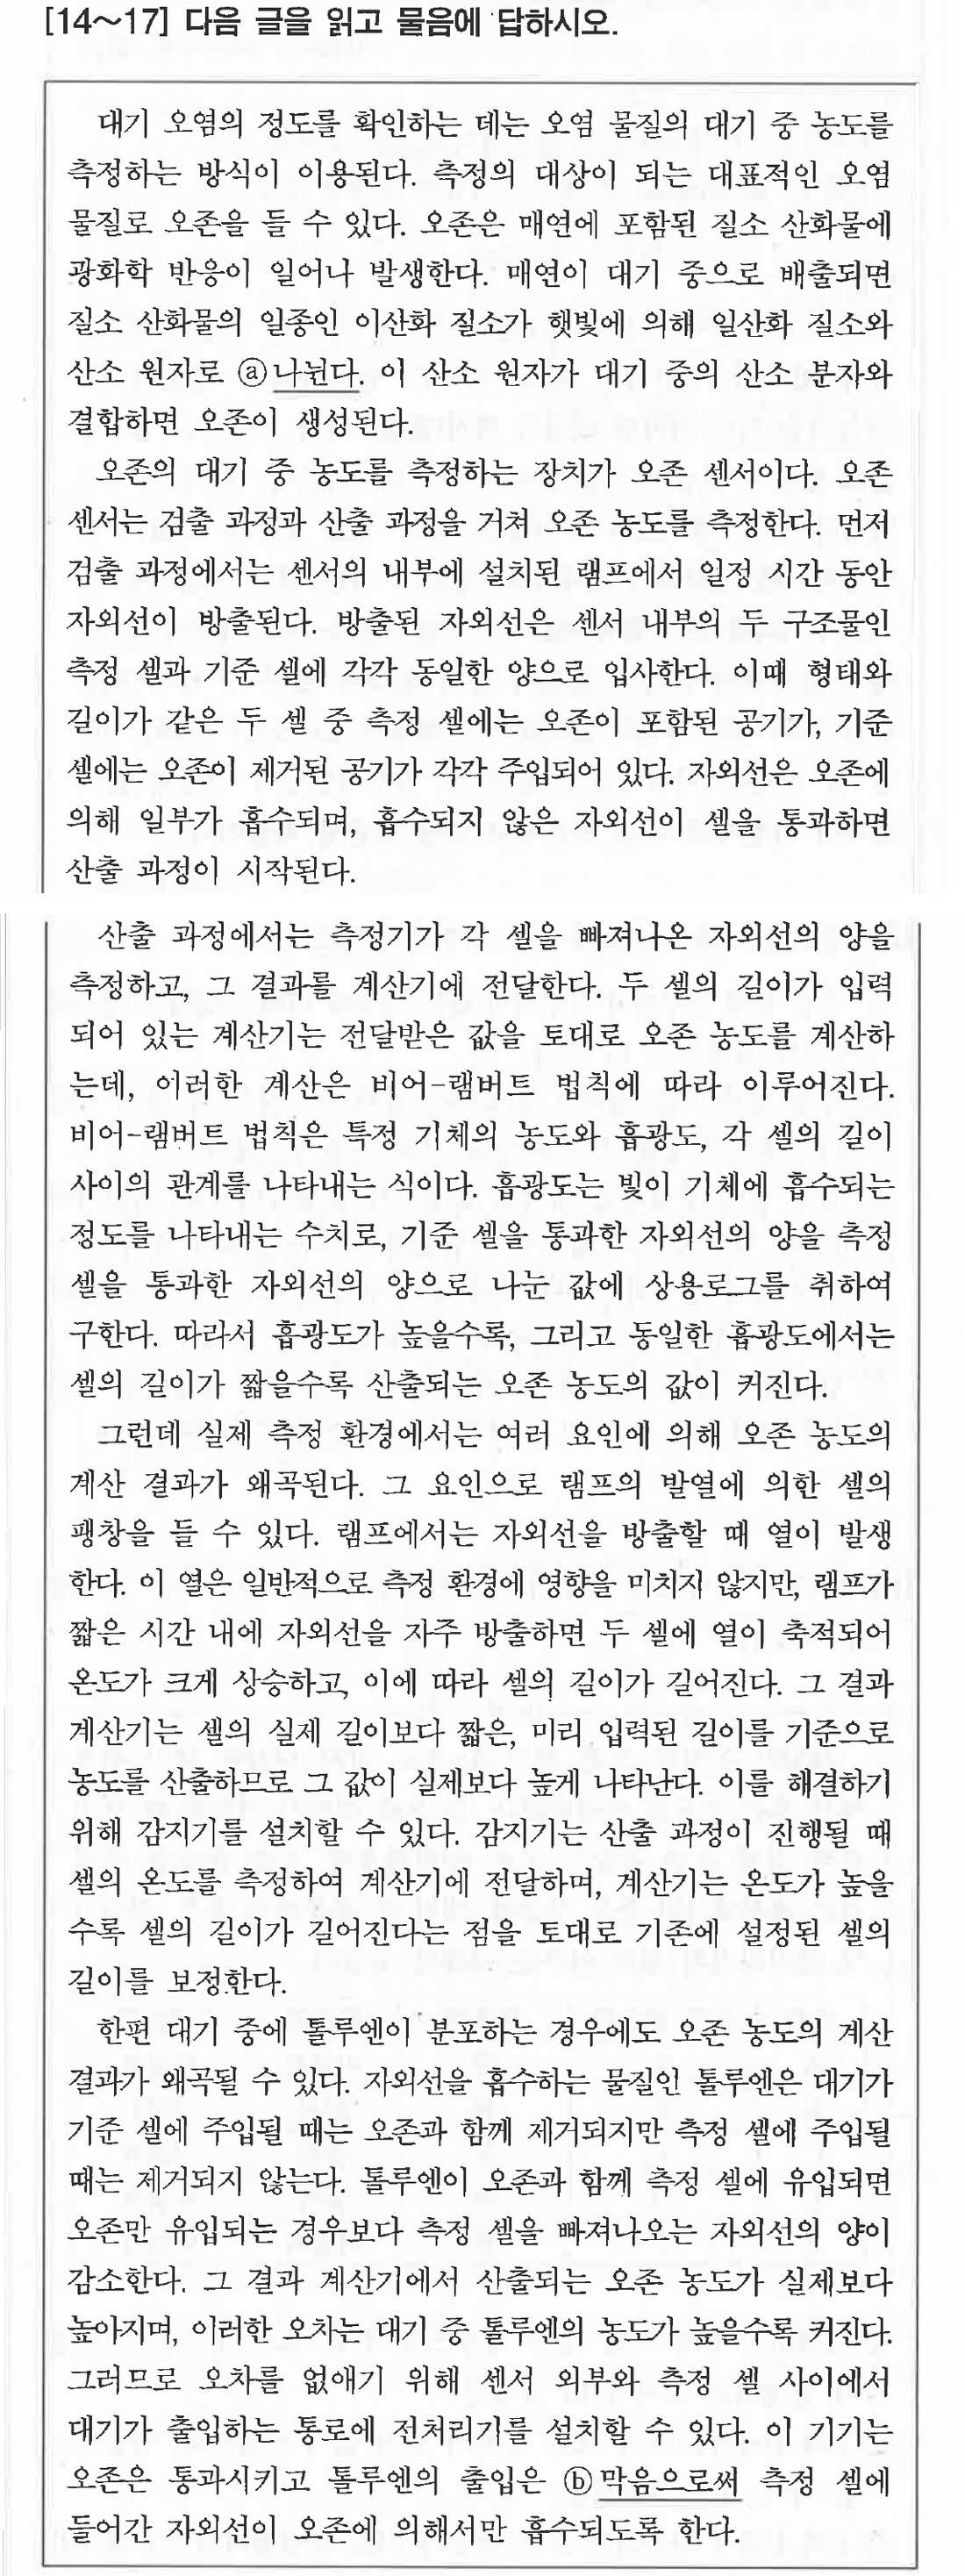 [14~17] 다음 글을 읽고 물음에 답하시오.
대기 오염의 정도를 확인하는 데는 오염 물질의 대기 중 농도를
측정하는 방식이 이용된다. 측정의 대상이 되는 대표적인 오염
물질로 오존을 들 수 있다. 오존은 매연에 포함된 질소 산화물에
광화학 반응이 일어나 발생한다. 매연이 대기 중으로 배출되면
질소 산화물의 일종인 이산화 질소가 햇빛에 의해 일산화 질소와
산소 원자로 ⓐ나뉜다. 이 산소 원자가 대기 중의 산소 분자와
결합하면 오존이 생성된다.
오존의 대기 중 농도를 측정하는 장치가 오존 센서이다. 오존
센서는 검출 과정과 산출 과정을 거쳐 오존 농도를 측정한다. 먼저
검출 과정에서는 센서의 내부에 설치된 램프에서 일정 시간 동안
자외선이 방출된다. 방출된 자외선은 센서 내부의 두 구조물인
측정 셀과 기준 셀에 각각 동일한 양으로 입사한다. 이때 형태와
길이가 같은 두 셀 중 측정 셀에는 오존이 포함된 공기가, 기준
셀에는 오존이 제거된 공기가 각각 주입되어 있다. 자외선은 오존에
의해 일부가 흡수되며, 흡수되지 않은 자외선이 셀을 통과하면
산출 과정이 시작된다.
산출 과정에서는 측정기가 각 셀을 빠져나온 자외선의 양을
측정하고, 그 결과를 계산기에 전달한다. 두 셀의 길이가 입력
되어 있는 계산기는 전달받은 값을 토대로 오존 농도를 계산하
는데, 이러한 계산은 비어-램버트 법칙에 따라 이루어진다.
비어-램버트 법칙은 특정 기체의 농도와 흡광도, 각 셀의 길이
사이의 관계를 나타내는 식이다. 흡광도는 빛이 기체에 흡수되는
정도를 나타내는 수치로, 기준 셀을 통과한 자외선의 양을 측정
셀을 통과한 자외선의 양으로 나눈 값에 상용로그를 취하여
구한다. 따라서 흡광도가 높을수록, 그리고 동일한 흡광도에서는
셀의 길이가 짧을수록 산출되는 오존 농도의 값이 커진다.
그런데 실제 측정 환경에서는 여러 요인에 의해 오존 농도의
계산 결과가 왜곡된다. 그 요인으로 램프의 발열에 의한 셀의
팽창을 들 수 있다. 램프에서는 자외선을 방출할 때 열이 발생
한다. 이 열은 일반적으로 측정 환경에 영향을 미치지 않지만, 램프가
짧은 시간 내에 자외선을 자주 방출하면 두 셀에 열이 축적되어
온도가 크게 상승하고, 이에 따라 셀의 길이가 길어진다. 그 결과
계산기는 셀의 실제 길이보다 짧은, 미리 입력된 길이를 기준으로
농도를 산출하므로 그 값이 실제보다 높게 나타난다. 이를 해결하기
위해 감지기를 설치할 수 있다. 감지기는 산출 과정이 진행될 때
셀의 온도를 측정하여 계산기에 전달하며, 계산기는 온도가 높을
수록 셀의 길이가 길어진다는 점을 토대로 기존에 설정된 셀의
길이를 보정한다.
한편 대기 중에 톨루엔이 분포하는 경우에도 오존 농도의 계산
결과가 왜곡될 수 있다. 자외선을 흡수하는 물질인 톨루엔은 대기가
기준 셀에 주입될 때는 오존과 함께 제거되지만 측정 셀에 주입될
때는 제거되지 않는다. 톨루엔이 오존과 함께 측정 셀에 유입되면
오존만 유입되는 경우보다 측정 셀을 빠져나오는 자외선의 양이
감소한다. 그 결과 계산기에서 산출되는 오존 농도가 실제보다
높아지며, 이러한 오차는 대기 중 톨루엔의 농도가 높을수록 커진다.
그러므로 오차를 없애기 위해 센서 외부와 측정 셀 사이에서
대기가 출입하는 통로에 전처리기를 설치할 수 있다. 이 기기는
오존은 통과시키고 톨루엔의 출입은 ⓑ막음으로써 측정 셀에
들어간 자외선이 오존에 의해서만 흡수되도록 한다.